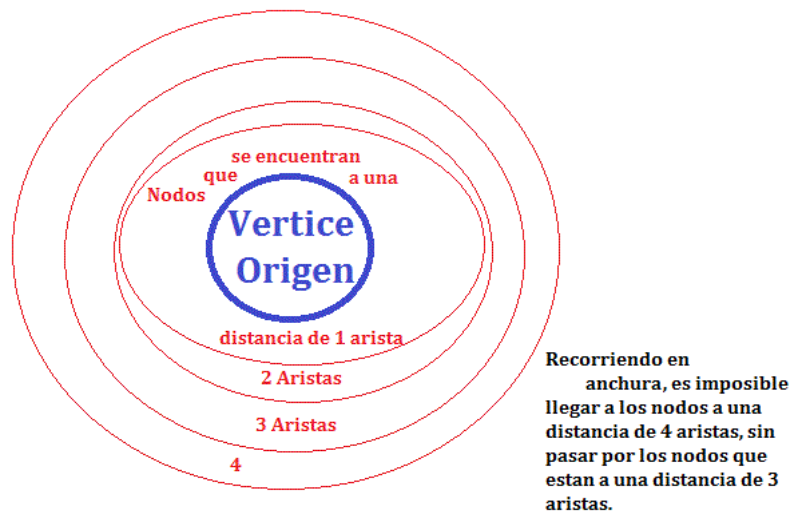 se encuentran
que
a una
Nodos
Vertice
Origen
distancia de 1 arista
2 Aristas
3 Aristas
4
Recorriendo en
anchura, es imposible
llegar a los nodos a una
distancia de 4 aristas, sin
pasar por los nodos que
estan a una distancia de 3
aristas.